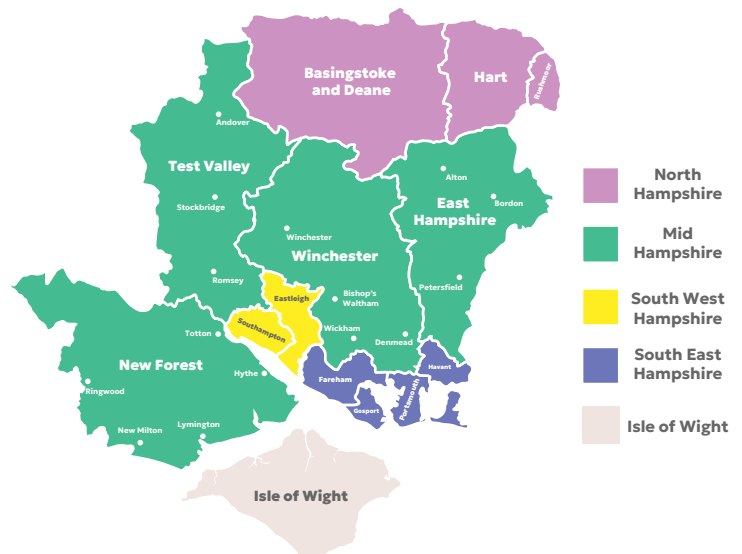 Basingstoke
and Deane
Hart
Rushmoor
Andover
Test Valley
Stockbridge
Romsey
Winchester
Winchester
Alton
East
Hampshire
Bordon
Petersfield
Eastleigh
Southampton
Bishop's
Waltham
Wickham
Denmead
Totton
New Forest
Hythe
Ringwood
New Milton
Lymington
Fareham
Gosport
Portsmouth
Havant
Isle of Wight
North
Hampshire
Mid
Hampshire
South West
Hampshire
South East
Hampshire
Isle of Wight